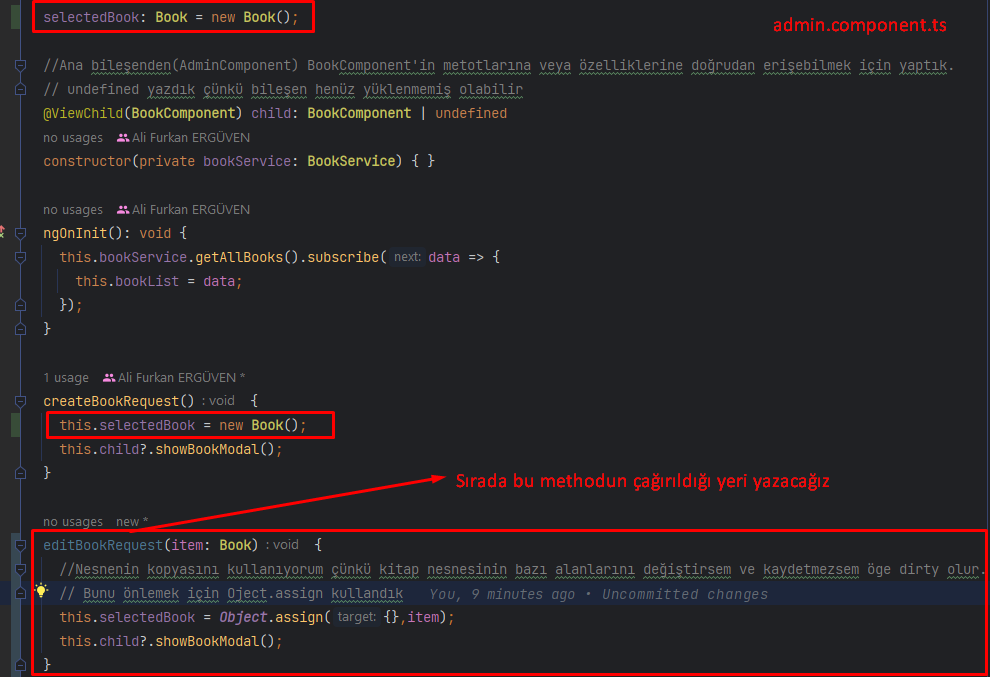 selectedBook: Book = new Book();
admin.component.ts
//Ana bileşenden(AdminComponent) BookComponent'in metotlarına veya özelliklerine doğrudan erişebilmek için yaptık.
// undefined yazdık çünkü bileşen henüz yüklenmemiş olabilir
@ViewChild(BookComponent) child: BookComponent | undefined
no usages Ali Furkan ERGÜVEN
constructor(private bookService: BookService) { }
no usages Ali Furkan ERGÜVEN
ngOnInit(): void {
this.bookService.getAllBooks().subscribe( next: data => {
this.bookList = data;
});
}
1 usage Ali Furkan ERGÜVEN *
createBookRequest() : void {
this.selectedBook = new Book();
this.child?.showBookModal();
}
Sırada bu methodun çağırıldığı yeri yazacağız
no usages new *
editBookRequest(item: Book) : void {
//Nesnenin kopyasını kullanıyorum çünkü kitap nesnesinin bazı alanlarını değiştirsem ve kaydetmezsem öge dirty olur.
// Bunu önlemek için Oject.assign kullandık You, 9 minutes ago • Uncommitted changes
this.selectedBook = Object.assign( target: {},item);
this.child?.showBookModal();
}